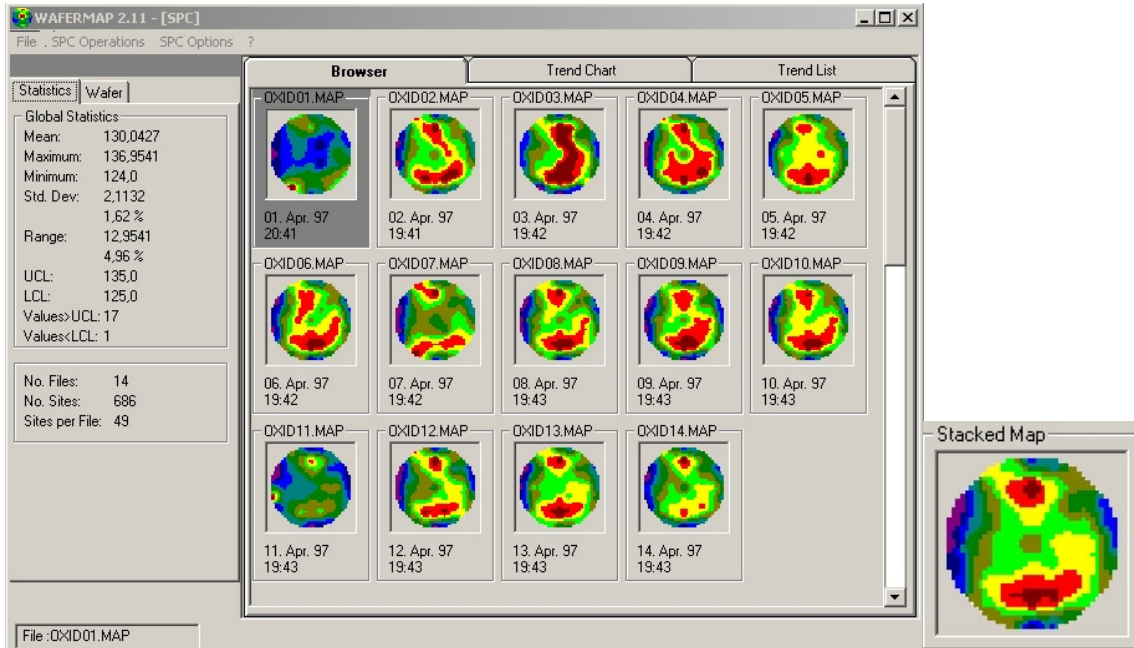 WAFERMAP 2.11 - [SPC]
File . SPC Operations SPC Options ?
Statistics Wafer
Browser Trend Chart Trend List
Global Statistics
Mean: 130,0427
Maximum: 136,9541
Minimum: 124,0
Std. Dev: 2,1132
1,62 %
Range: 12,9541
4,96 %
UCL: 135,0
LCL: 125,0
Values>UCL: 17
Values<LCL: 1
No. Files: 14
No. Sites: 686
Sites per File: 49
OXID01.MAP OXID02.MAP OXID03.MAP OXID04.MAP OXID05.MAP
01. Apr. 97 02. Apr. 97 03. Apr. 97 04. Apr. 97 05. Apr. 97
20:41 19:41 19:42 19:42 19:42
OXID06.MAP OXID07.MAP OXID08.MAP OXID09.MAP OXID10.MAP
06. Apr. 97 07. Apr. 97 08. Apr. 97 09. Apr. 97 10. Apr. 97
19:42 19:42 19:43 19:43 19:43
OXID11.MAP OXID12.MAP OXID13.MAP OXID14.MAP
11. Apr. 97 12. Apr. 97 13. Apr. 97 14. Apr. 97
19:43 19:43 19:43 19:43
Stacked Map
File :OXID01.MAP